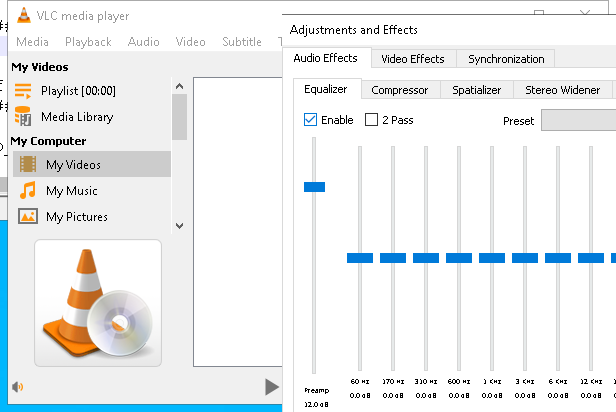 VLC media player
Media Playback Audio Video Subtitle
My Videos
Playlist [00:00]
Media Library
My Computer
My Videos
My Music
My Pictures
Adjustments and Effects
Audio Effects Video Effects Synchronization
Equalizer Compressor Spatializer Stereo Widener
Enable 2 Pass Preset
60 Hz 170 Hz 310 Hz 600 Hz 1 KHz 3 KHz 6 KHz 12 KHz
Preamp 0.0 dB 0.0 dB 0.0 dB 0.0 dB 0.0 dB 0.0 dB 0.0 dB 0.0 dB
12.0 dB